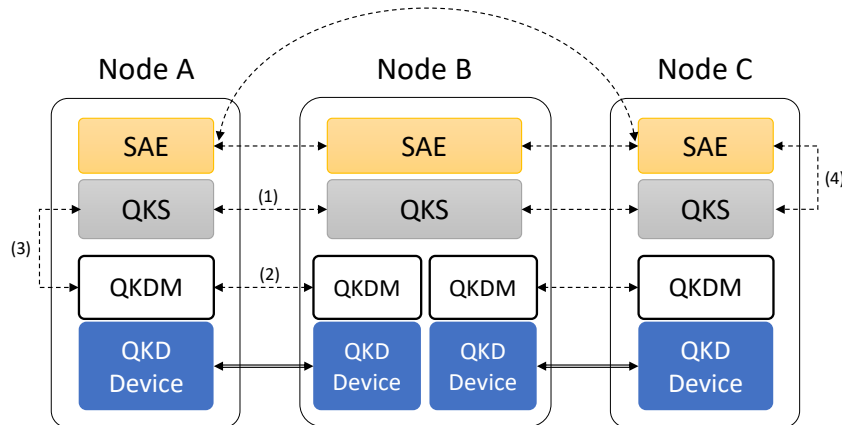 Node A
Node B
Node C
SAE
SAE
SAE
(4)
QKS
(1)
QKS
QKS
(3)
QKDM
(2)
QKDM
QKDM
QKDM
QKD
Device
QKD
Device
QKD
Device
QKD
Device